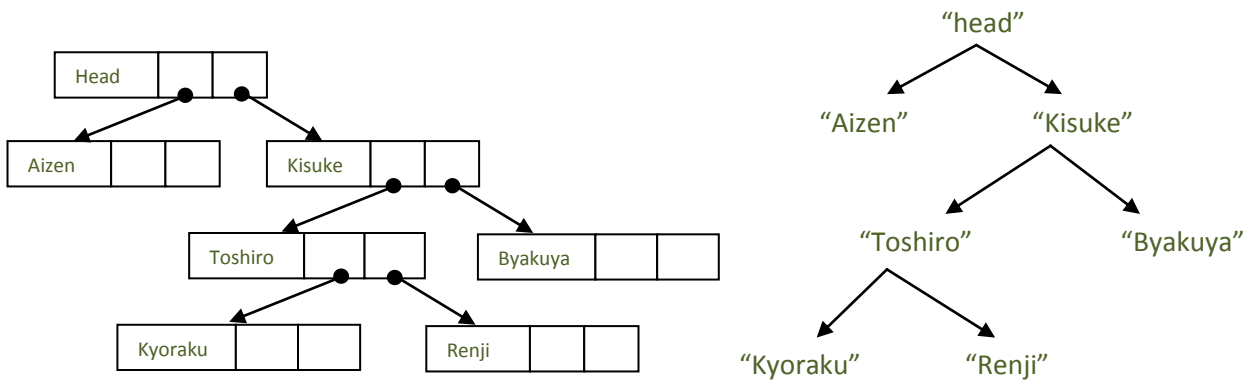 Head
Aizen
Kisuke
Toshiro
Byakuya
Kyoraku
Renji
“head”
“Aizen”
“Kisuke”
“Toshiro”
“Byakuya”
“Kyoraku”
“Renji”